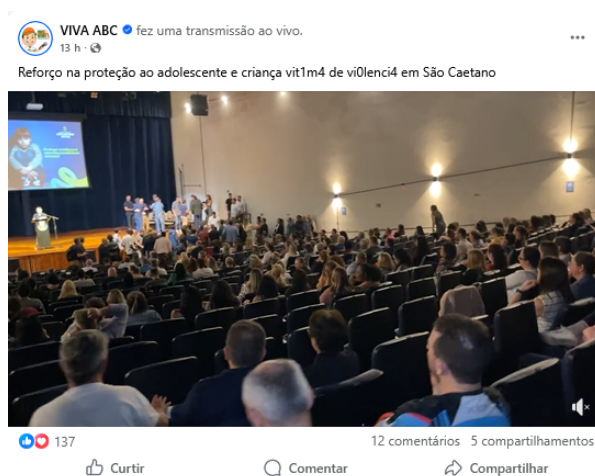 VIVA ABC fez uma transmissão ao vivo.
13 h
Reforço na proteção ao adolescente e criança vit1m4 de vi0lenci4 em São Caetano
137
12 comentários 5 compartilhamentos
Curtir Comentar Compartilhar